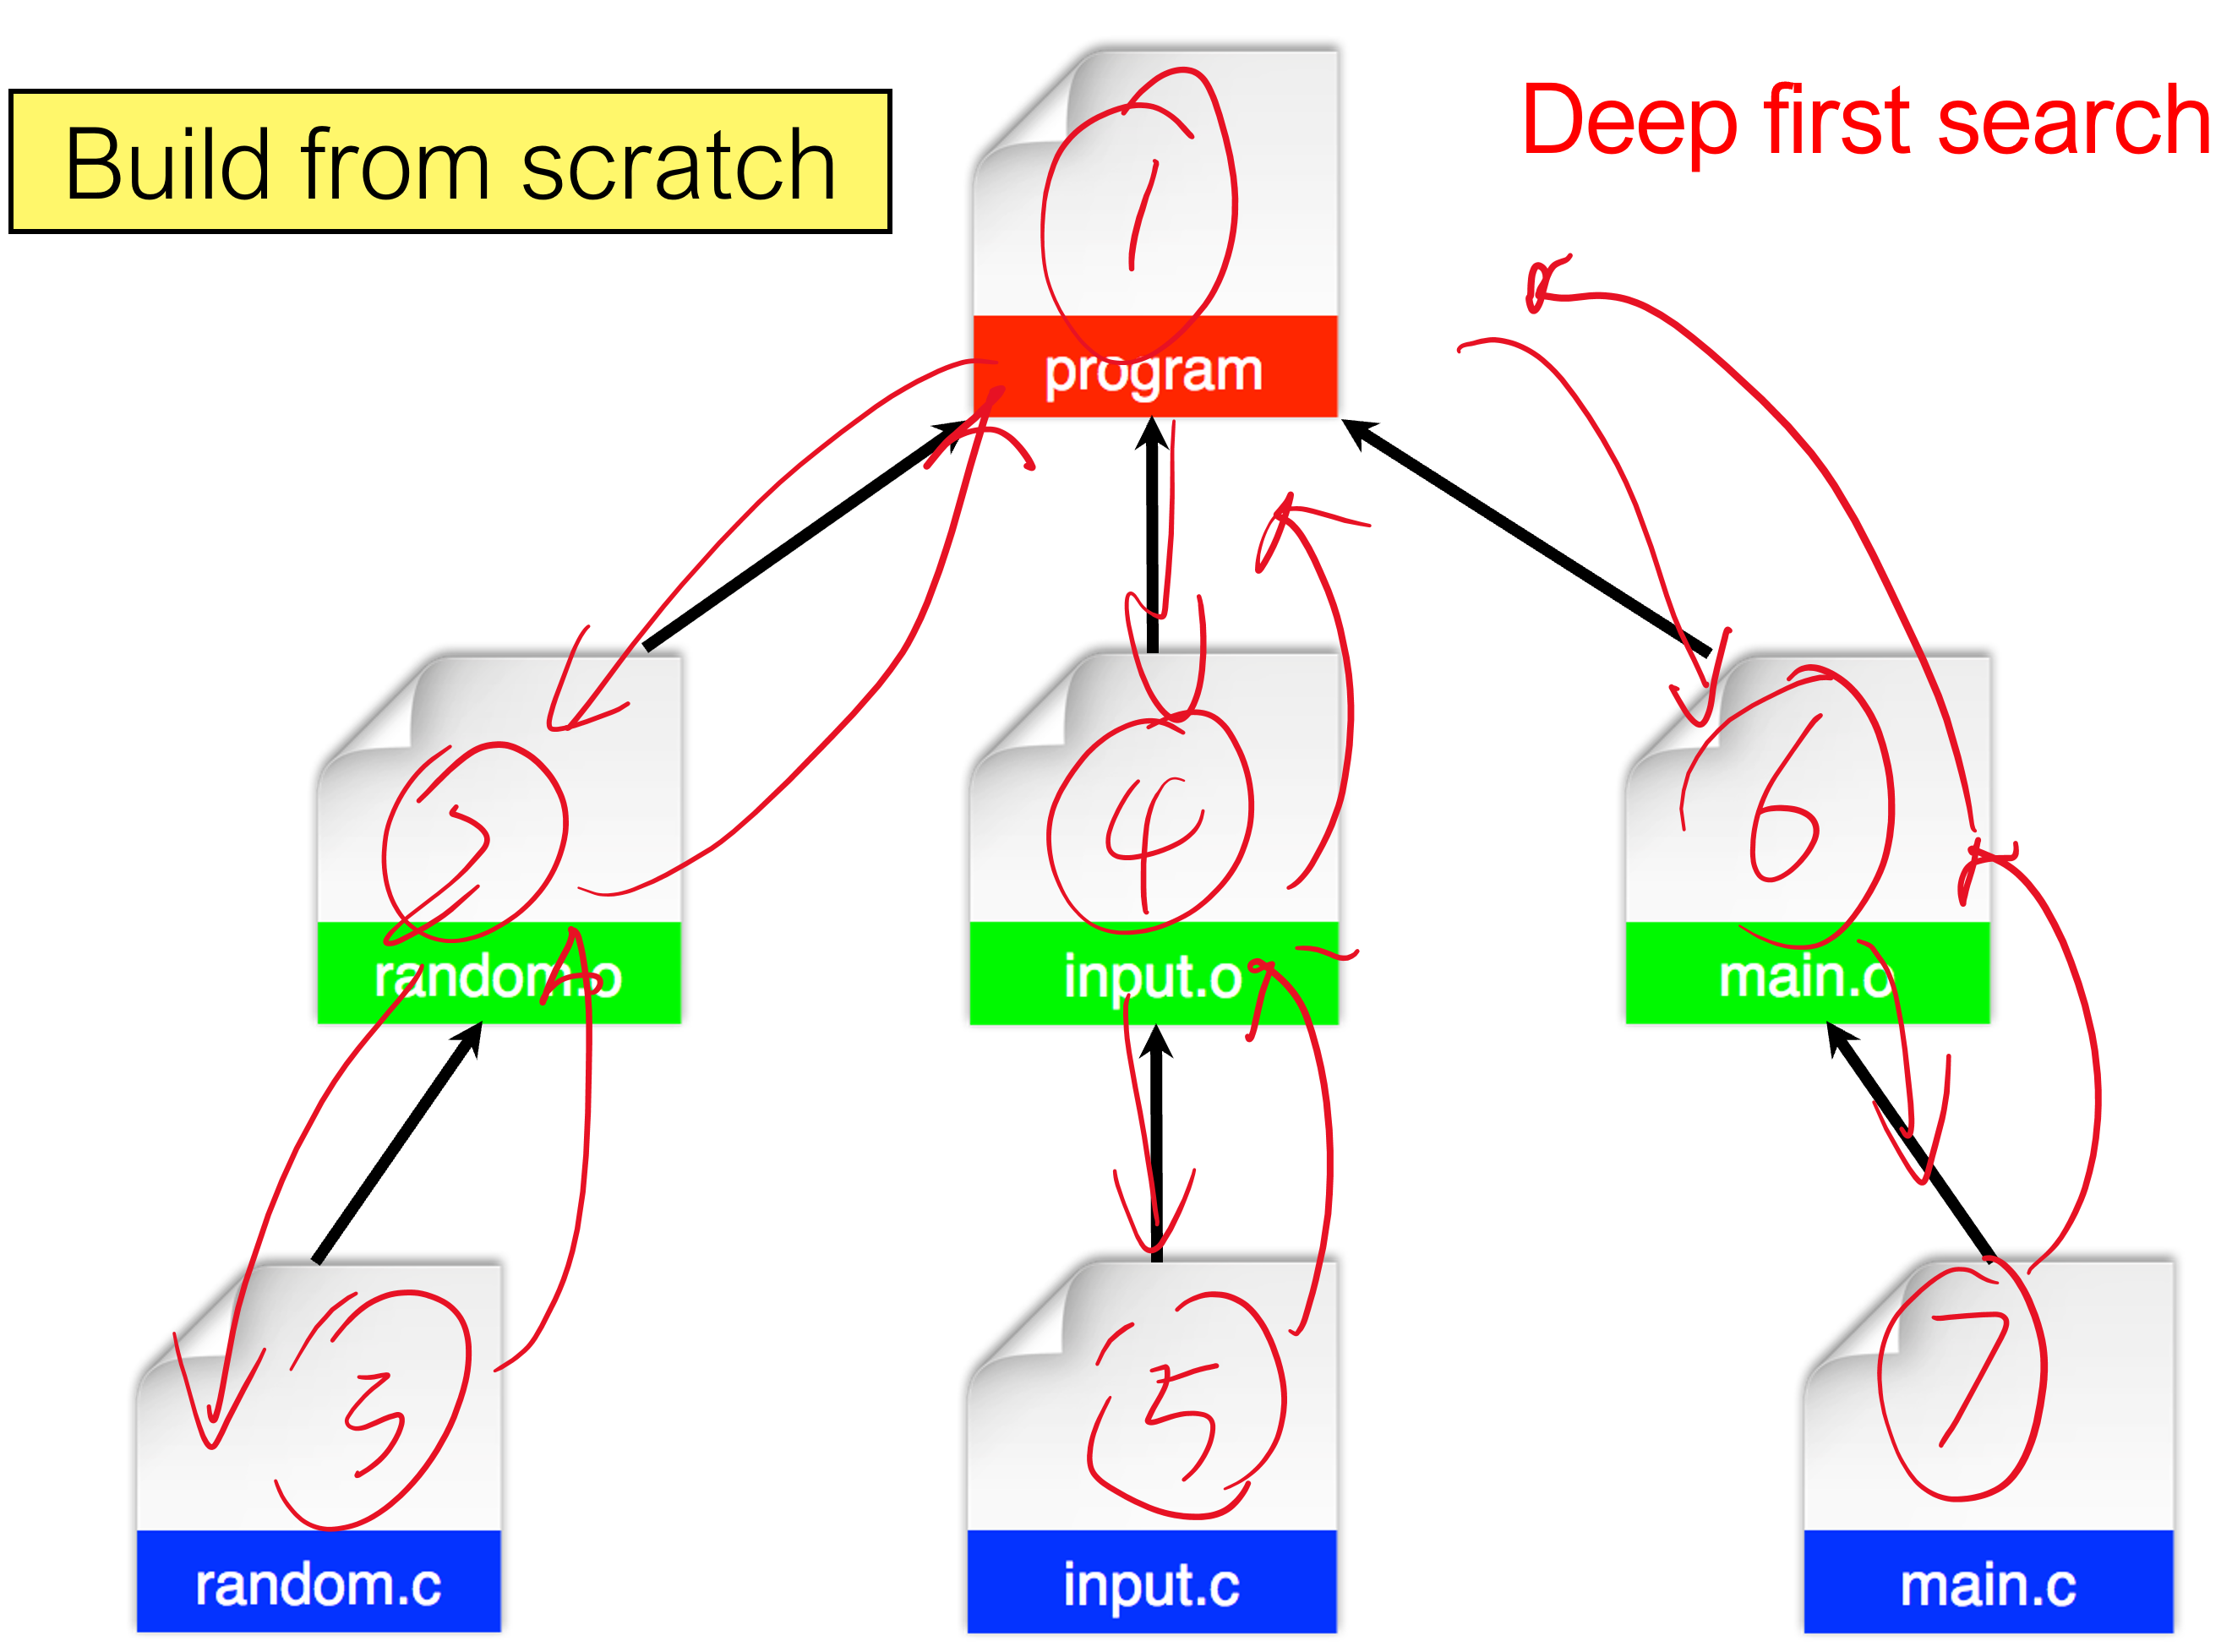 Build from scratch
Deep first search
1
program
2
4
6
random.o
input.o
main.o
3
5
7
random.c
input.c
main.c